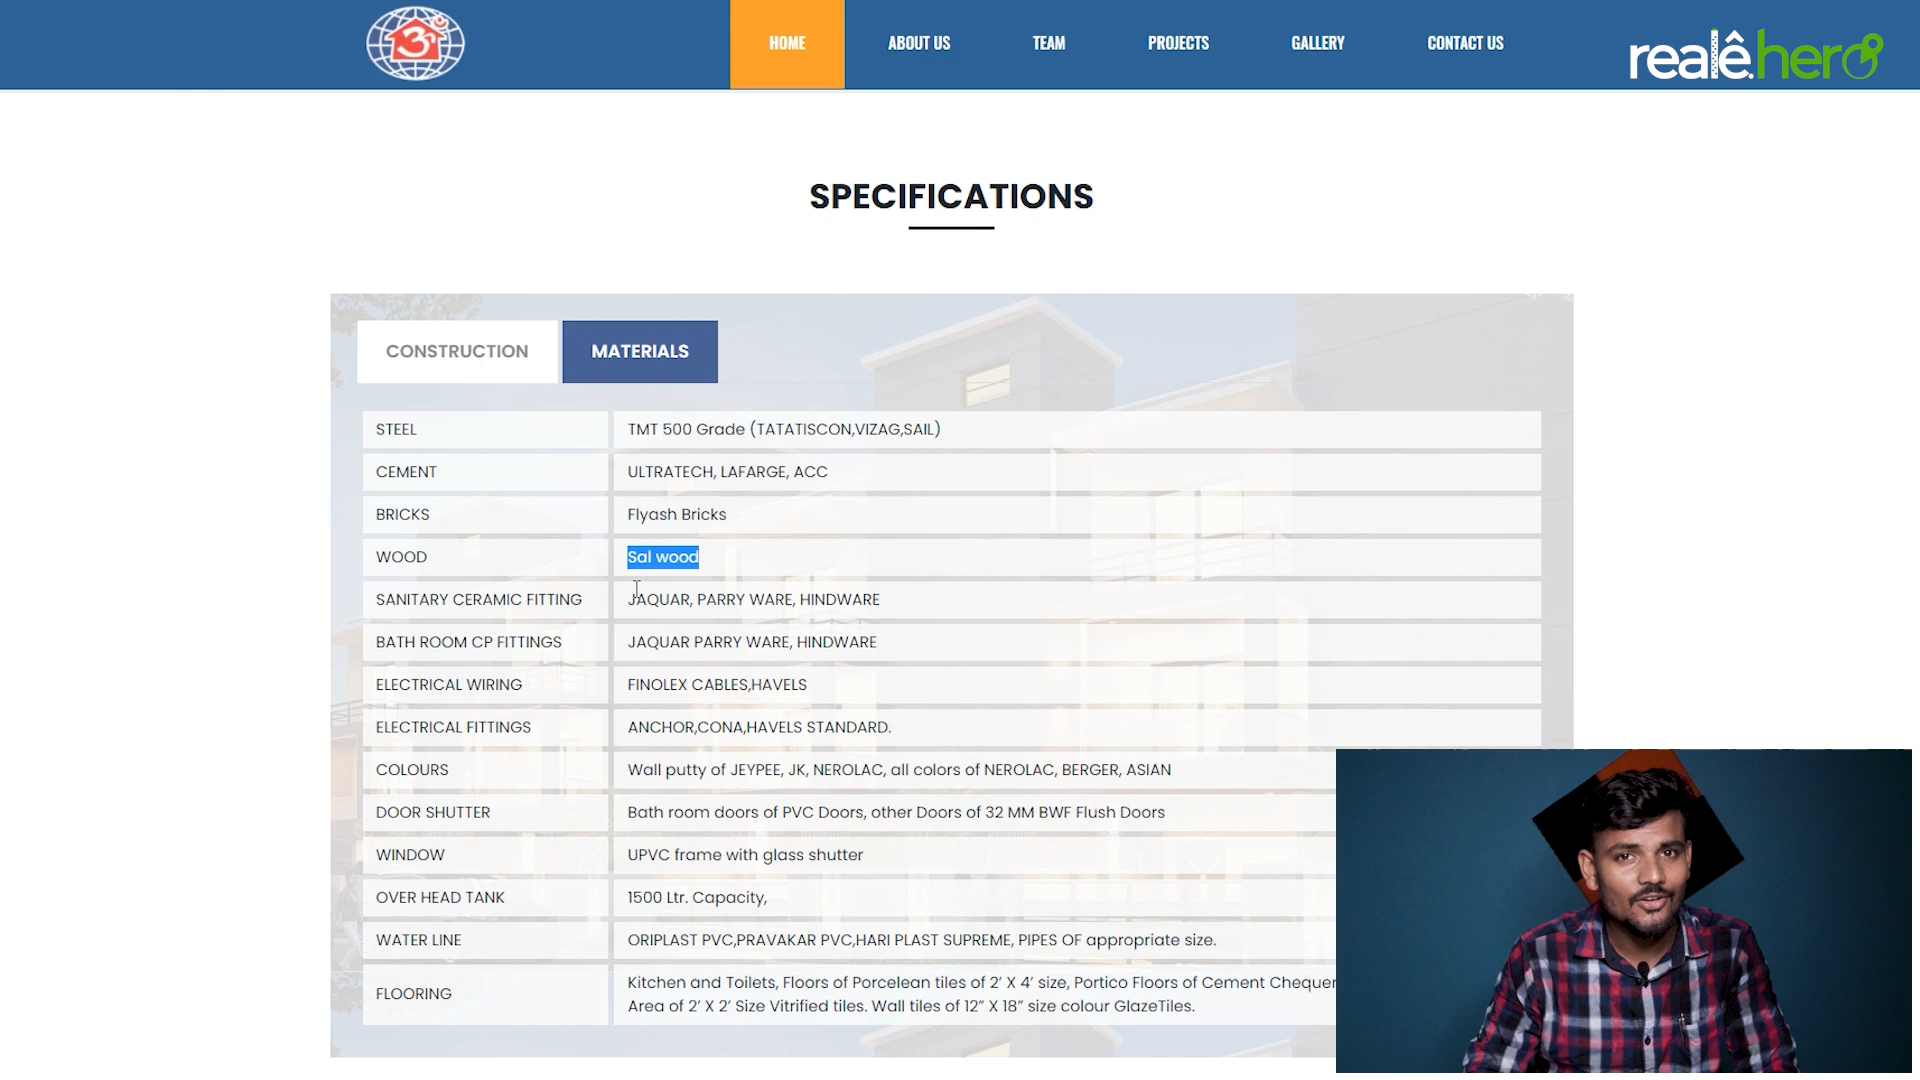 HOME
ABOUT US
TEAM
PROJECTS
GALLERY
CONTACT US
realê.hero
SPECIFICATIONS
CONSTRUCTION
MATERIALS
STEEL
TMT 500 Grade (TATATISCON,VIZAG,SAIL)
CEMENT
ULTRATECH, LAFARGE, ACC
BRICKS
Flyash Bricks
WOOD
Sal wood
SANITARY CERAMIC FITTING
JAQUAR, PARRY WARE, HINDWARE
BATH ROOM CP FITTINGS
JAQUAR PARRY WARE, HINDWARE
ELECTRICAL WIRING
FINOLEX CABLES,HAVELS
ELECTRICAL FITTINGS
ANCHOR,CONA,HAVELS STANDARD.
COLOURS
Wall putty of JEYPEE, JK, NEROLAC, all colors of NEROLAC, BERGER, ASIAN
DOOR SHUTTER
Bath room doors of PVC Doors, other Doors of 32 MM BWF Flush Doors
WINDOW
UPVC frame with glass shutter
OVER HEAD TANK
1500 Ltr. Capacity,
WATER LINE
ORIPLAST PVC,PRAVAKAR PVC,HARI PLAST SUPREME, PIPES OF appropriate size.
FLOORING
Kitchen and Toilets, Floors of Porcelean tiles of 2’ X 4’ size, Portico Floors of Cement Chequer
Area of 2’ X 2’ Size Vitrified tiles. Wall tiles of 12” X 18” size colour GlazeTiles.